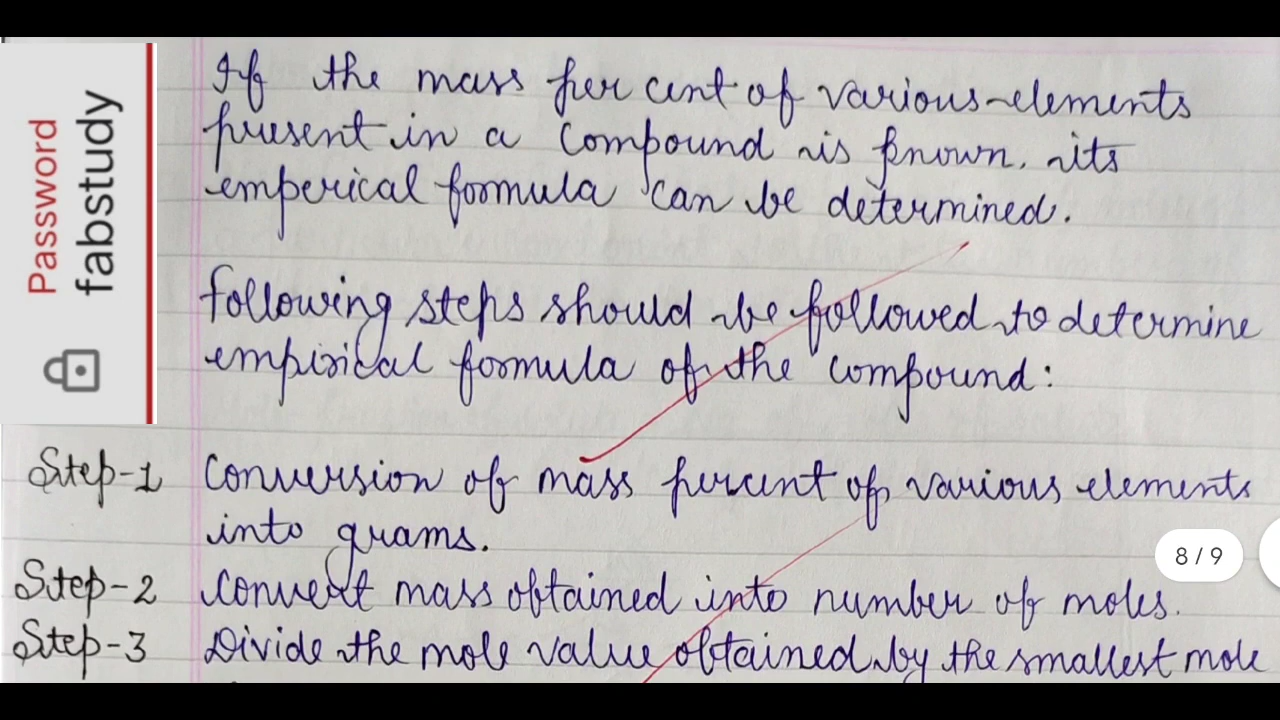 If the mass per cent of various elements
present in a compound is known, its
emperical formula can be determined.
following steps should be followed to determine
empirical formula of the compound:
Step-1 Conversion of mass percent of various elements
into grams.
Step-2 Convert mass obtained into number of moles.
Step-3 Divide the mole value obtained by the smallest mole
Password
fabstudy
8 / 9